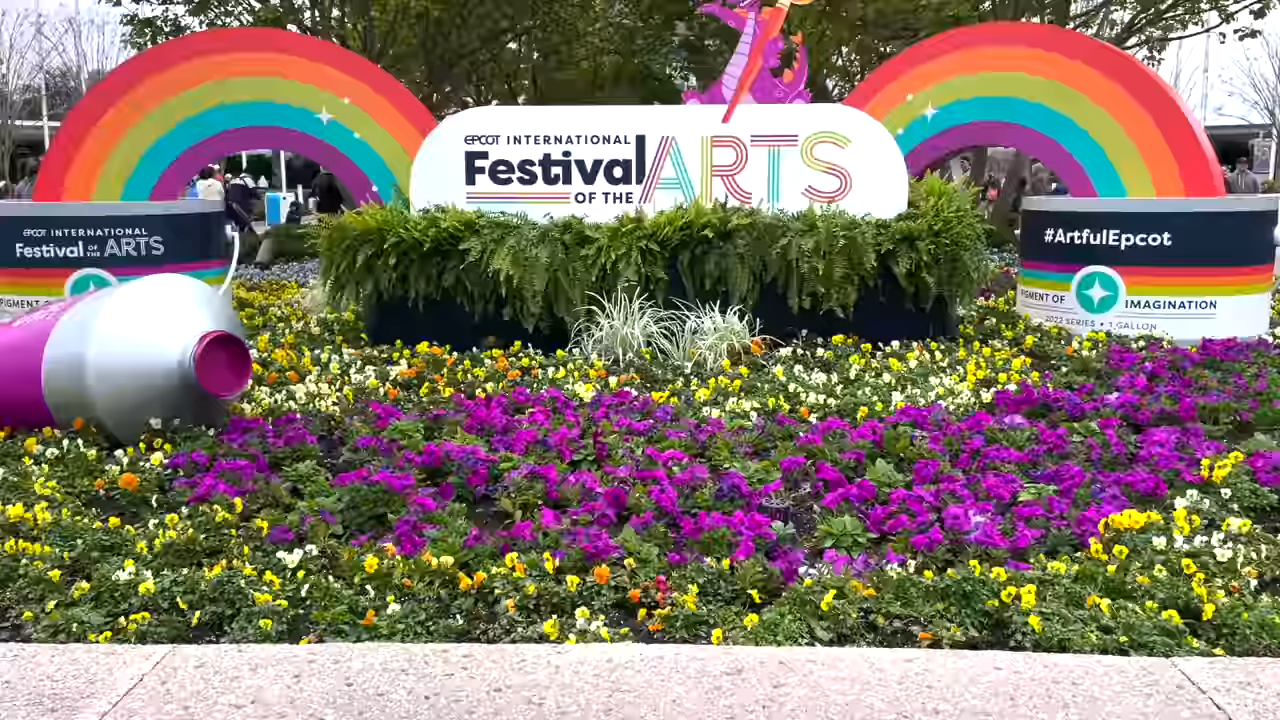 EPCOT INTERNATIONAL
Festival OF THE ARTS
EPCOT INTERNATIONAL
Festival OF THE ARTS
PIGMENT
#ArtfulEpcot
PIGMENT OF IMAGINATION
2022 SERIES • 1 GALLON